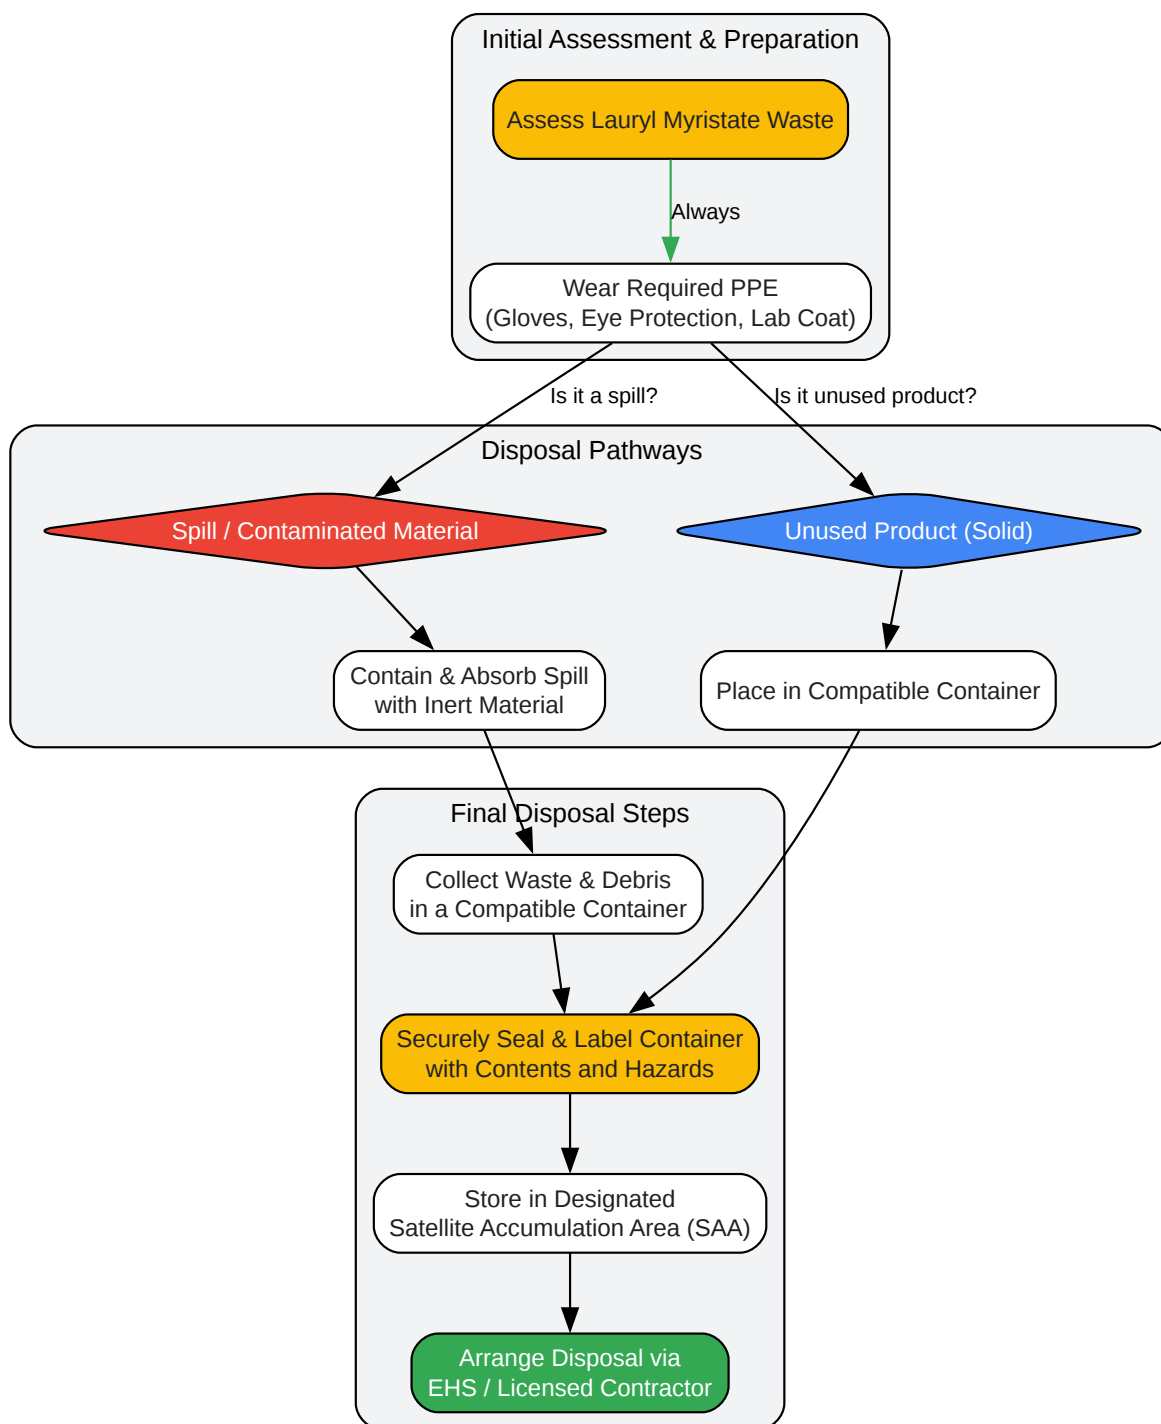 Initial Assessment & Preparation
Assess Lauryl Myristate Waste
Always
Wear Required PPE
(Gloves, Eye Protection, Lab Coat)
Is it a spill?
Is it unused product?
Disposal Pathways
Spill / Contaminated Material
Unused Product (Solid)
Contain & Absorb Spill
with Inert Material
Place in Compatible Container
Final Disposal Steps
Collect Waste & Debris
in a Compatible Container
Securely Seal & Label Container
with Contents and Hazards
Store in Designated
Satellite Accumulation Area (SAA)
Arrange Disposal via
EHS / Licensed Contractor